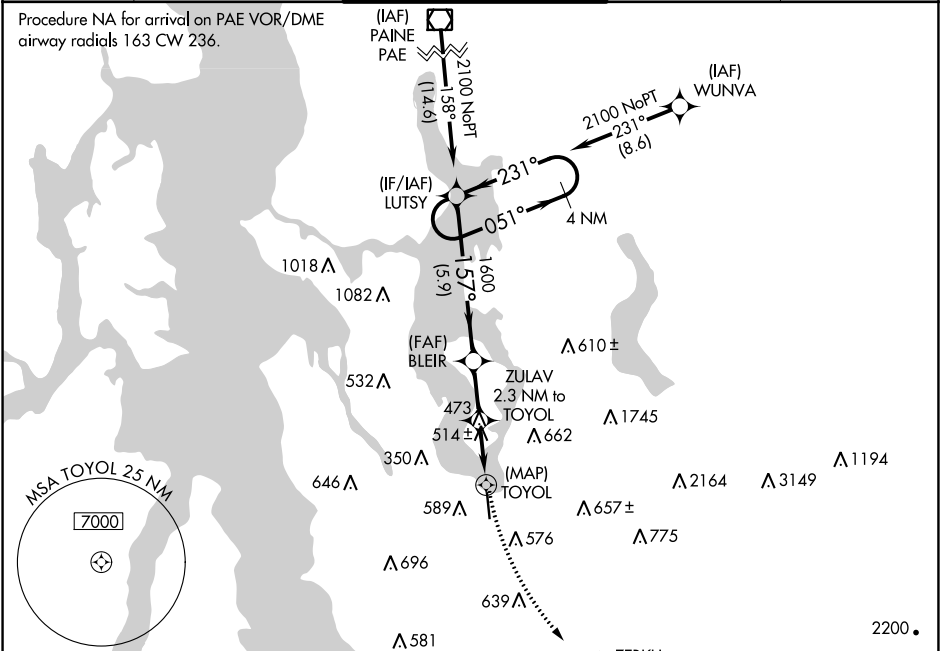 Procedure NA for arrival on PAE VOR/DME
airway radials 163 CW 236.
(IAF)
PAINE
PAE
2100 NoPT
158°
(14.6)
(IAF)
WUNVA
2100 NoPT
231°
(8.6)
(IF/IAF)
LUTSY
231°
051°
4 NM
1600
157°
(5.9)
1018
1082
(FAF)
BLEIR
610 ±
532
ZULAV
2.3 NM to
TOYOL
473
514 ±
662
1745
350
646
(MAP)
TOYOL
1194
2164
3149
589
657 ±
576
775
MSA TOYOL 25 NM
7000
696
639
581
2200